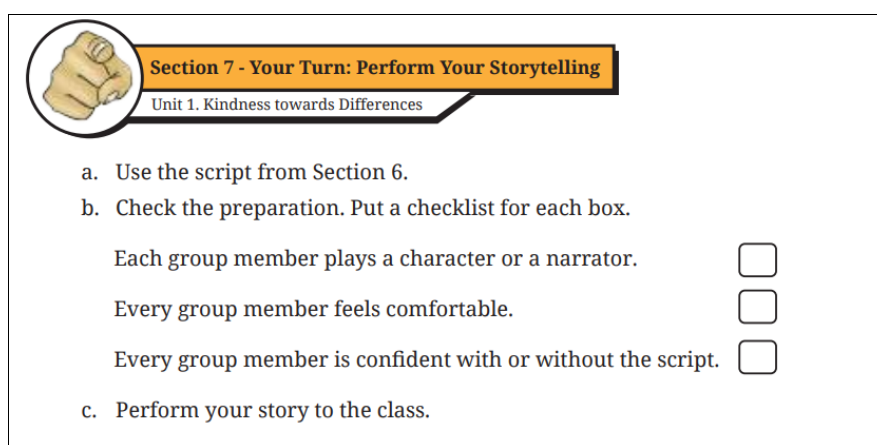 Section 7 - Your Turn: Perform Your Storytelling
Unit 1. Kindness towards Differences
a. Use the script from Section 6.
b. Check the preparation. Put a checklist for each box.
Each group member plays a character or a narrator.
Every group member feels comfortable.
Every group member is confident with or without the script.
c. Perform your story to the class.